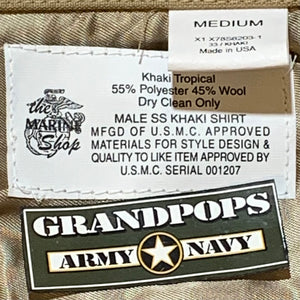 MEDIUM
X1 X78S8203-1
33 / KHAKI
Made in USA
Khaki Tropical
55% Polyester 45% Wool
Dry Clean Only
the
MARINE
Shop
MALE SS KHAKI SHIRT
MFGD OF U.S.M.C. APPROVED
MATERIALS FOR STYLE DESIGN &
QUALITY TO LIKE ITEM APPROVED BY
U.S.M.C. SERIAL 001207
GRANDPOPS
ARMY NAVY